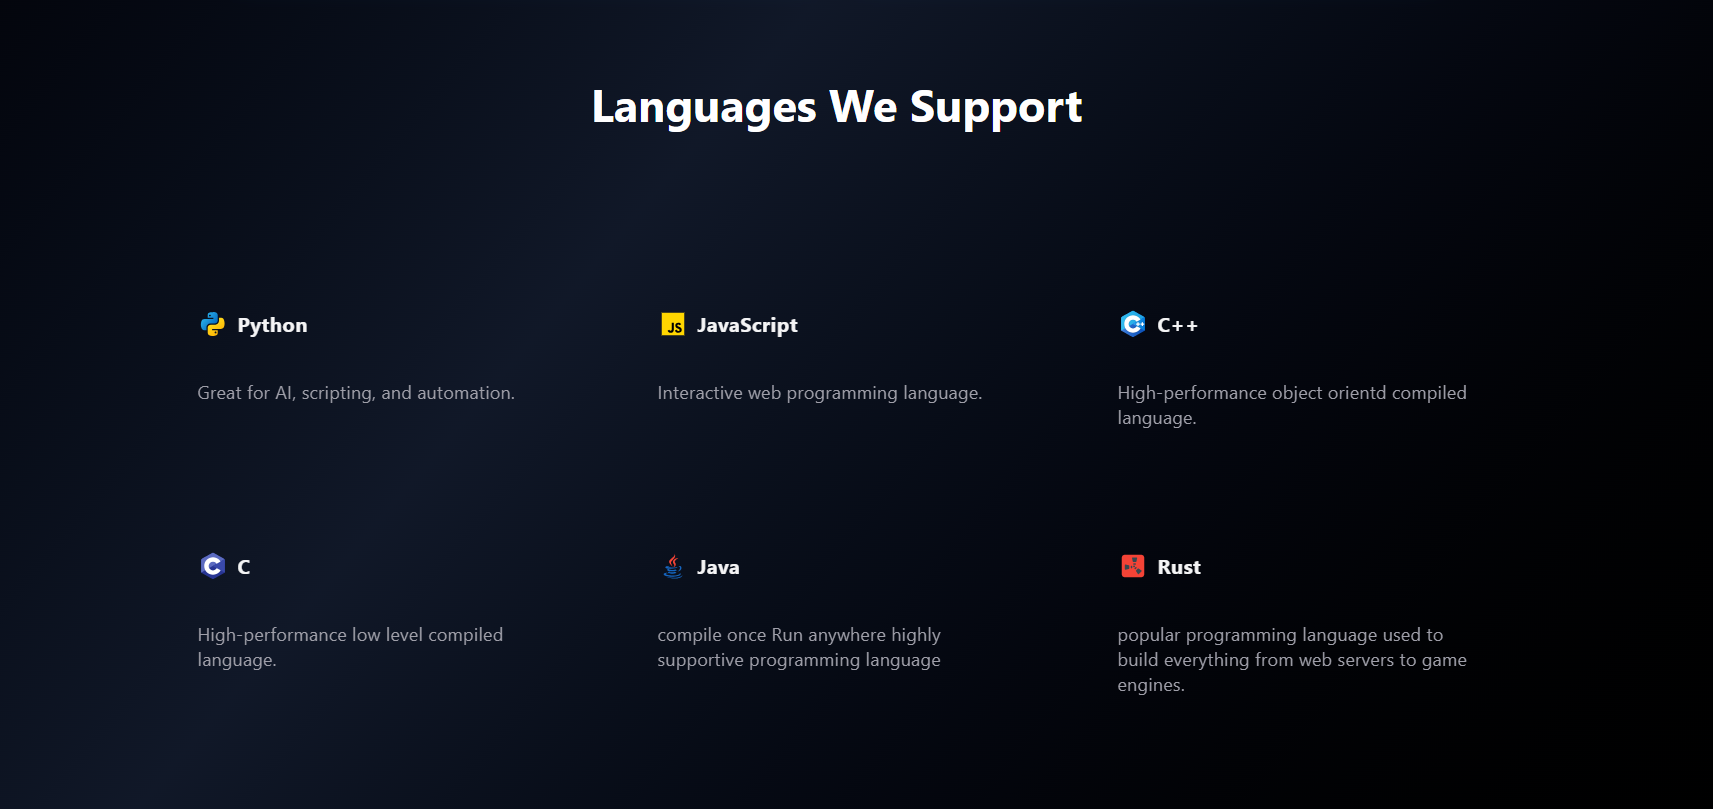 Languages We Support
Python
Great for AI, scripting, and automation.
JS
JavaScript
Interactive web programming language.
C++
C++
High-performance object orientd compiled
language.
C
C
High-performance low level compiled
language.
Java
compile once Run anywhere highly
supportive programming language
Rust
popular programming language used to
build everything from web servers to game
engines.